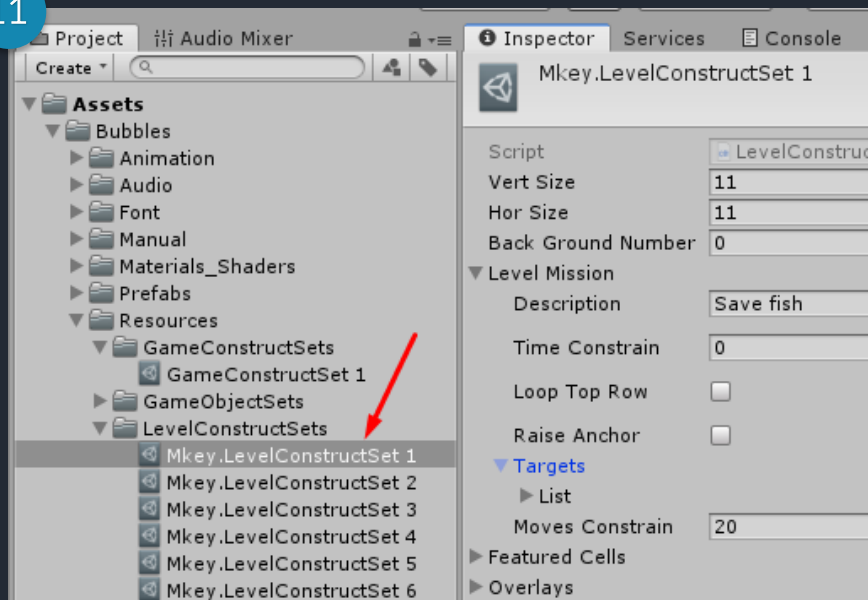 11
Project Audio Mixer
Create
Assets
Bubbles
Animation
Audio
Font
Manual
Materials_Shaders
Prefabs
Resources
GameConstructSets
GameConstructSet 1
GameObjectSets
LevelConstructSets
Mkey.LevelConstructSet 1
Mkey.LevelConstructSet 2
Mkey.LevelConstructSet 3
Mkey.LevelConstructSet 4
Mkey.LevelConstructSet 5
Mkey.LevelConstructSet 6
Inspector Services Console
Mkey.LevelConstructSet 1
Script LevelConstruc
Vert Size 11
Hor Size 11
Back Ground Number 0
Level Mission
Description Save fish
Time Constrain 0
Loop Top Row
Raise Anchor
Targets
List
Moves Constrain 20
Featured Cells
Overlays